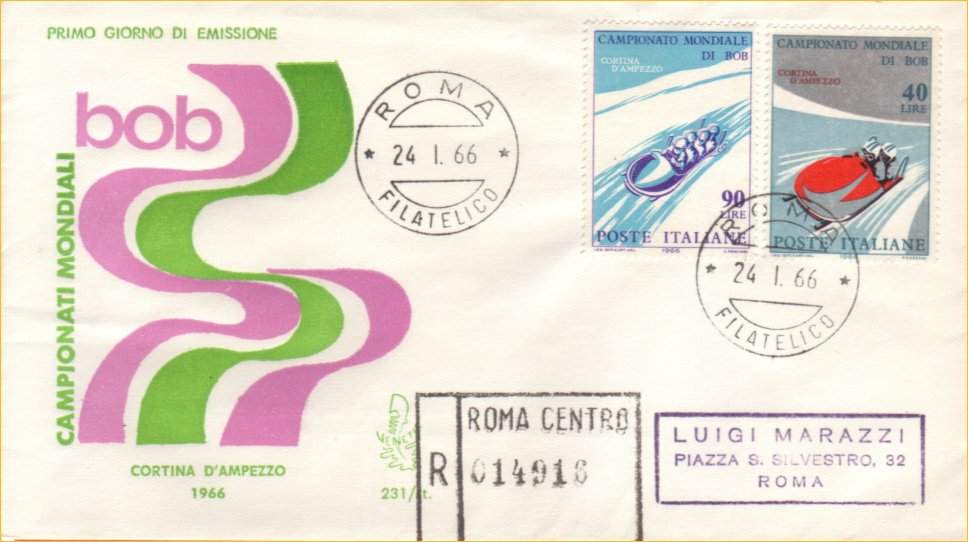 PRIMO GIORNO DI EMISSIONE
bob
CAMPIONATI MONDIALI
CORTINA D'AMPEZZO
1966
231/it.
ROMA
* 24 I. 66 *
FILATELICO
CAMPIONATO MONDIALE
DI BOB
CORTINA
D'AMPEZZO
90
LIRE
POSTE ITALIANE
1966
CAMPIONATO MONDIALE
DI BOB
CORTINA
D'AMPEZZO
40
LIRE
POSTE ITALIANE
1966
ROMA
* 24 I. 66 *
FILATELICO
ROMA CENTRO
R 014916
LUIGI MARAZZI
PIAZZA S. SILVESTRO, 32
ROMA